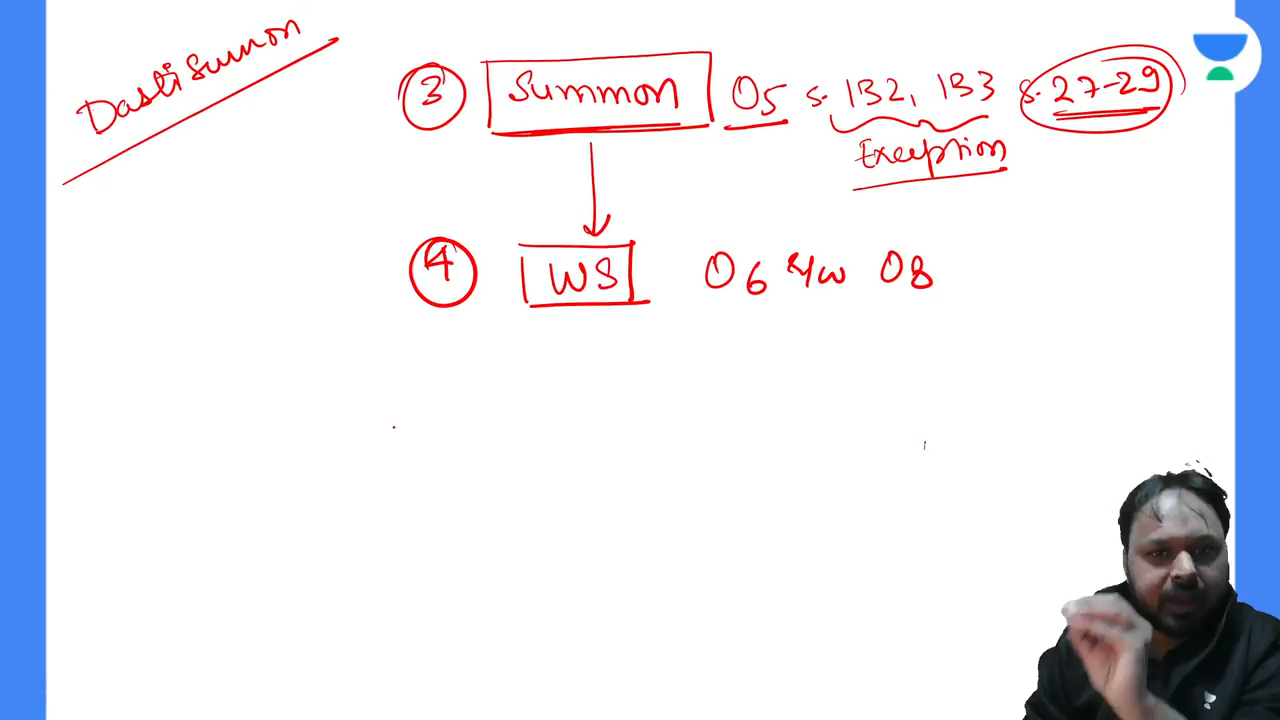 Dasti Summon
③ Summon O5 S. 132, 133 S. 27-29
Exception
④ WS O6 r/w O8